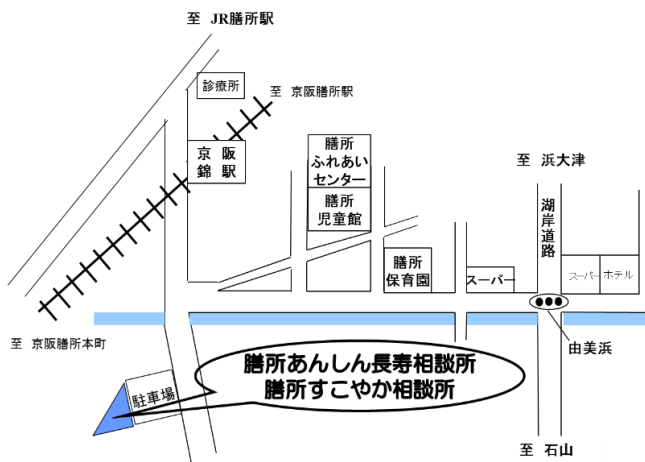 至 JR膳所駅
診療所
至 京阪膳所駅
京 阪
錦 駅
膳所
ふれあい
センター
膳所
児童館
至 浜大津
湖岸道路
膳所
保育園
スーパー
スーパー
ホテル
由美浜
至 京阪膳所本町
膳所あんしん長寿相談所
膳所すこやか相談所
駐車場
至 石山